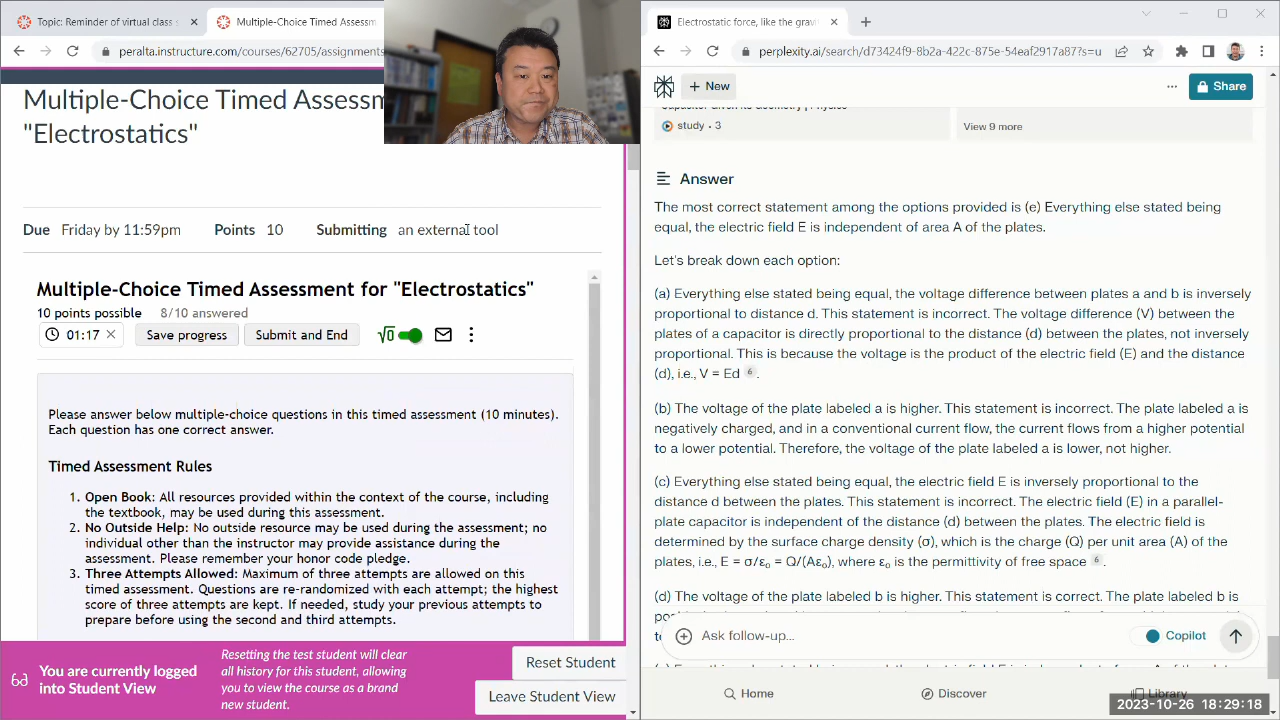 Topic: Reminder of virtual class s
Multiple-Choice Timed Assessm
peralta.instructure.com/courses/62705/assignments
Multiple-Choice Timed Assessm
"Electrostatics"
Due Friday by 11:59pm Points 10 Submitting an external tool
Multiple-Choice Timed Assessment for "Electrostatics"
10 points possible 8/10 answered
01:17 Save progress Submit and End √0
Please answer below multiple-choice questions in this timed assessment (10 minutes).
Each question has one correct answer.
Timed Assessment Rules
1. Open Book: All resources provided within the context of the course, including
the textbook, may be used during this assessment.
2. No Outside Help: No outside resource may be used during the assessment; no
individual other than the instructor may provide assistance during the
assessment. Please remember your honor code pledge.
3. Three Attempts Allowed: Maximum of three attempts are allowed on this
timed assessment. Questions are re-randomized with each attempt; the highest
score of three attempts are kept. If needed, study your previous attempts to
prepare before using the second and third attempts.
You are currently logged
into Student View
Resetting the test student will clear
all history for this student, allowing
you to view the course as a brand
new student.
Reset Student
Leave Student View
Electrostatic force, like the gravi
perplexity.ai/search/d73424f9-8b2a-422c-875e-54eaf2917a87?s=u
New
Share
Capacitor Given its Geometry | Physics
study · 3
View 9 more
Answer
The most correct statement among the options provided is (e) Everything else stated being
equal, the electric field E is independent of area A of the plates.
Let's break down each option:
(a) Everything else stated being equal, the voltage difference between plates a and b is inversely
proportional to distance d. This statement is incorrect. The voltage difference (V) between the
plates of a capacitor is directly proportional to the distance (d) between the plates, not inversely
proportional. This is because the voltage is the product of the electric field (E) and the distance
(d), i.e., V = Ed 6 .
(b) The voltage of the plate labeled a is higher. This statement is incorrect. The plate labeled a is
negatively charged, and in a conventional current flow, the current flows from a higher potential
to a lower potential. Therefore, the voltage of the plate labeled a is lower, not higher.
(c) Everything else stated being equal, the electric field E is inversely proportional to the
distance d between the plates. This statement is incorrect. The electric field (E) in a parallel-
plate capacitor is independent of the distance (d) between the plates. The electric field is
determined by the surface charge density (σ), which is the charge (Q) per unit area (A) of the
plates, i.e., E = σ/ε₀ = Q/(Aε₀), where ε₀ is the permittivity of free space 6 .
(d) The voltage of the plate labeled b is higher. This statement is correct. The plate labeled b is
Ask follow-up...
Copilot
Home
Discover
Library
2023-10-26 18:29:18